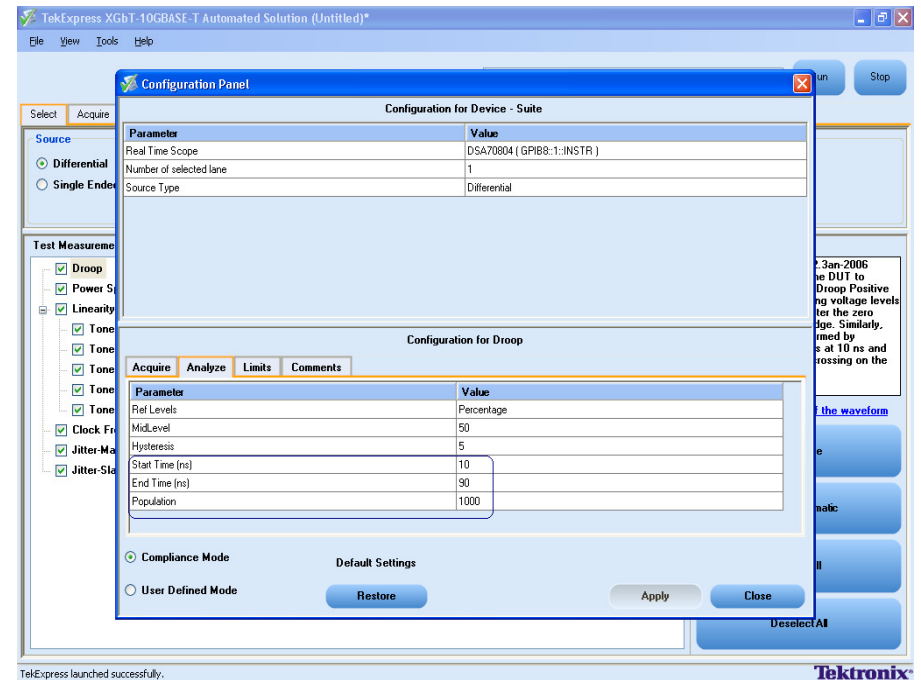 TekExpress XGbT-10GBASE-T Automated Solution (Untitled)*
File View Tools Help
Stop
Configuration Panel
Select Acquire
Configuration for Device - Suite
Source
Parameter Value
Real Time Scope DSA70804 ( GPIB8::1::INSTR )
Differential
Number of selected lane 1
Single Ended
Source Type Differential
Test Measureme
Droop
Power Sp
Linearity
Tone
Tone
Tone
Tone
Tone
Clock Fre
Jitter-Ma
Jitter-Sla
.3an-2006
ne DUT to
Droop Positive
ng voltage levels
ter the zero
dge. Similarly,
rmed by
s at 10 ns and
crossing on the
Configuration for Droop
Acquire Analyze Limits Comments
Parameter Value
Ref Levels Percentage
MidLevel 50
Hysteresis 5
Start Time (ns) 10
End Time (ns) 90
Population 1000
f the waveform
e
matic
ll
Compliance Mode
Default Settings
User Defined Mode
Restore Apply Close
Deselect All
TekExpress launched successfully.
Tektronix